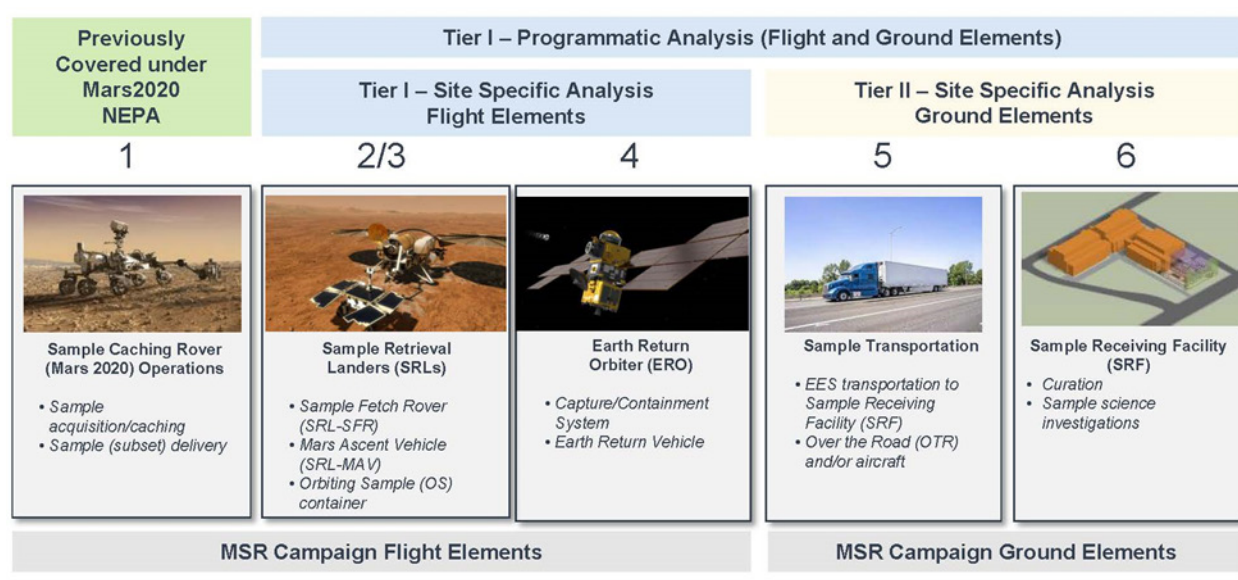 Previously
Covered under
Mars2020
NEPA
Tier I – Programmatic Analysis (Flight and Ground Elements)
Tier I – Site Specific Analysis
Flight Elements
Tier II – Site Specific Analysis
Ground Elements
1
2/3
4
5
6
Sample Caching Rover
(Mars 2020) Operations
• Sample
acquisition/caching
• Sample (subset) delivery
Sample Retrieval
Landers (SRLs)
• Sample Fetch Rover
(SRL-SFR)
• Mars Ascent Vehicle
(SRL-MAV)
• Orbiting Sample (OS)
container
Earth Return
Orbiter (ERO)
• Capture/Containment
System
• Earth Return Vehicle
Sample Transportation
• EES transportation to
Sample Receiving
Facility (SRF)
• Over the Road (OTR)
and/or aircraft
Sample Receiving Facility
(SRF)
• Curation
• Sample science
investigations
MSR Campaign Flight Elements
MSR Campaign Ground Elements